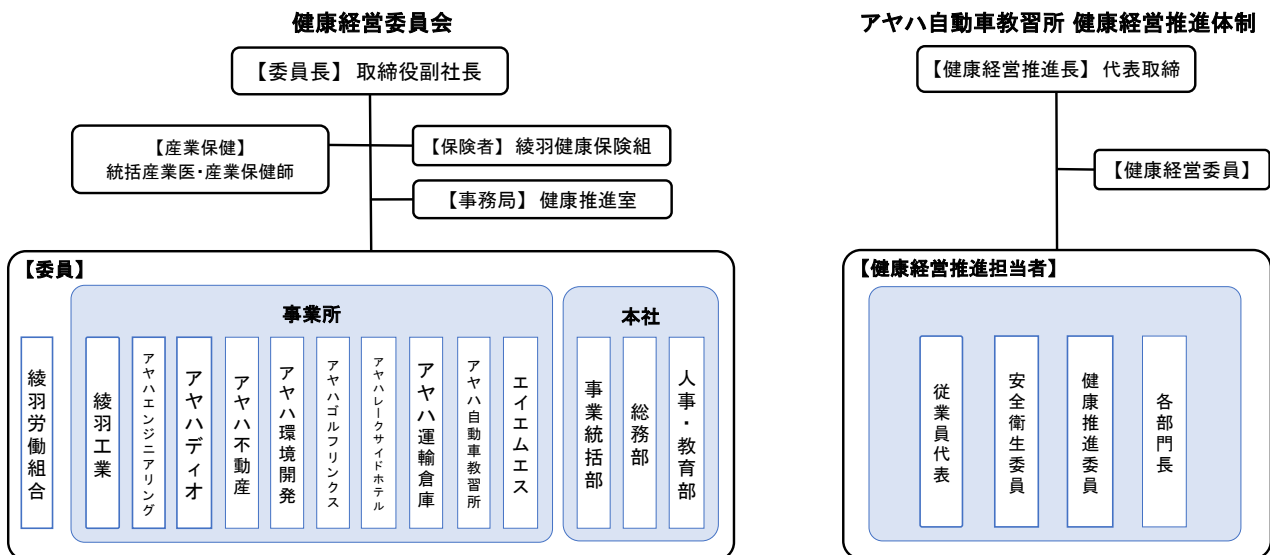 健康経営委員会
【委員長】取締役副社長
【産業保健】
統括産業医・産業保健師
【保険者】綾羽健康保険組
【事務局】健康推進室
【委員】
綾羽労働組合
事業所
綾羽工業
アヤハエンジニアリング
アヤハディオ
アヤハ不動産
アヤハ環境開発
アヤハゴルフリンクス
アヤハレークサイドホテル
アヤハ運輸倉庫
アヤハ自動車教習所
エイエムエス
本社
事業統括部
総務部
人事・教育部
アヤハ自動車教習所 健康経営推進体制
【健康経営推進長】代表取締
【健康経営委員】
【健康経営推進担当者】
従業員代表
安全衛生委員
健康推進委員
各部門長